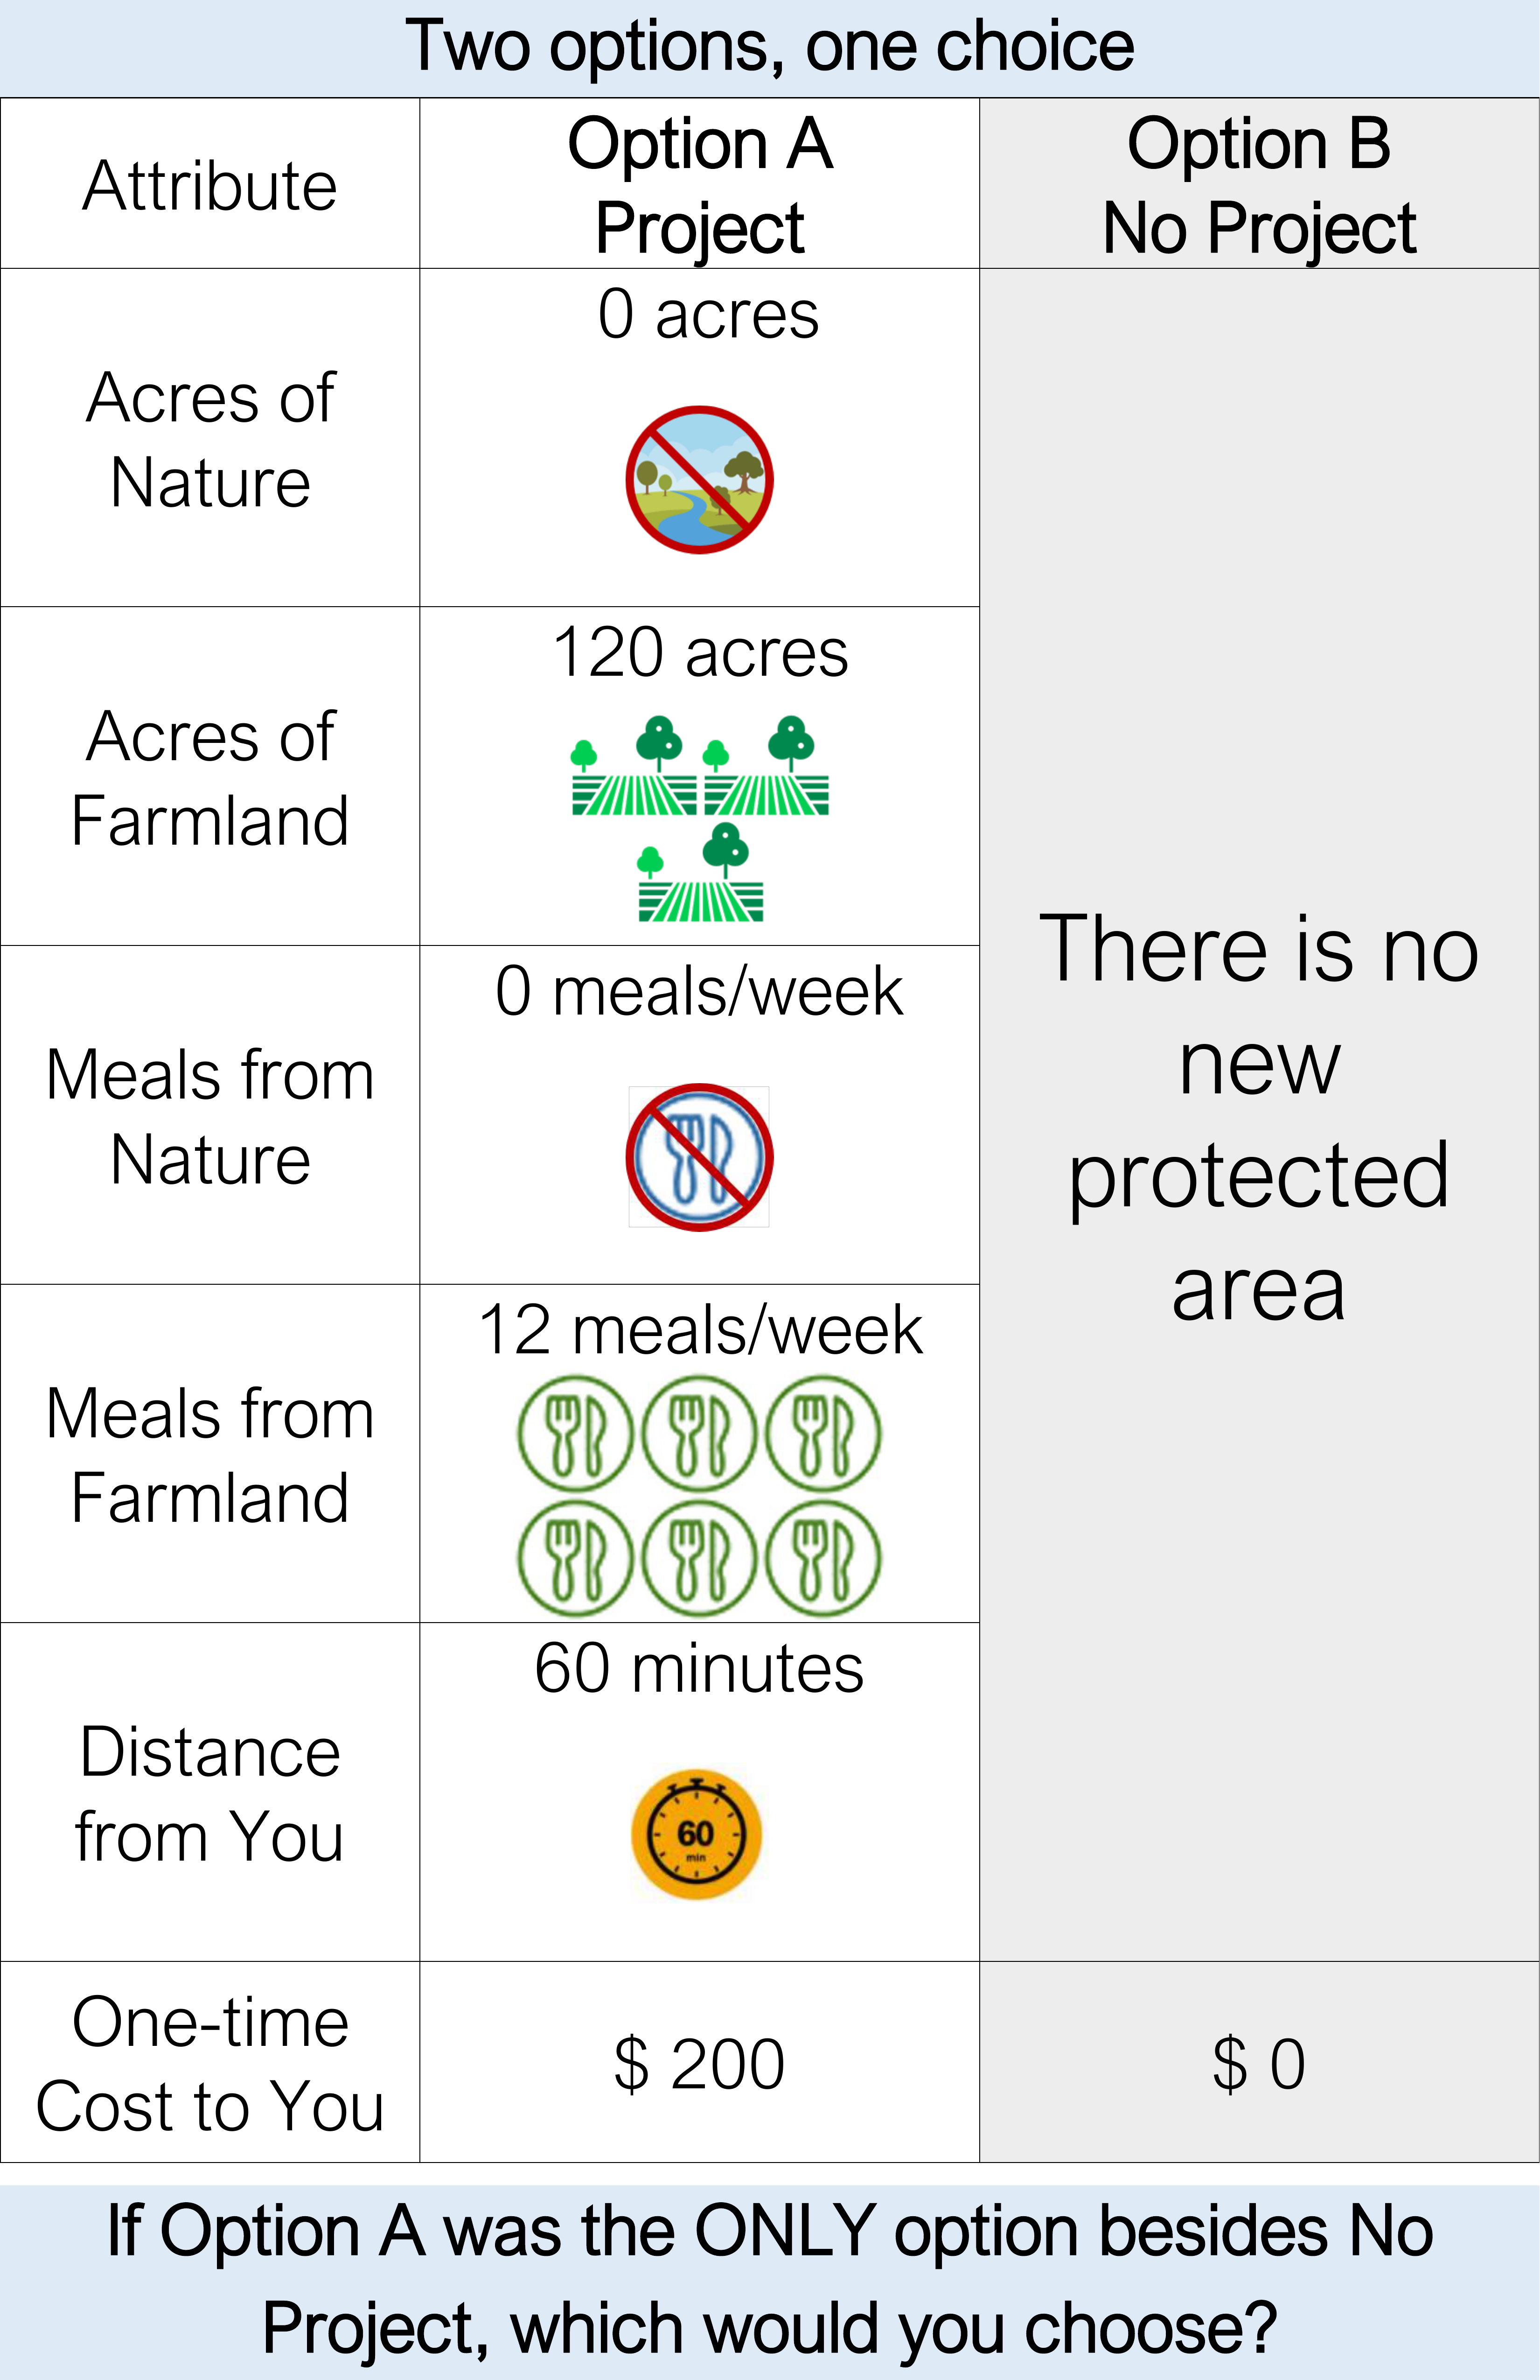 Two options, one choice
Attribute
Option A
Project
Option B
No Project
Acres of
Nature
0 acres
Acres of
Farmland
120 acres
Meals from
Nature
0 meals/week
Meals from
Farmland
12 meals/week
Distance
from You
60 minutes
60
min
There is no
new
protected
area
One-time
Cost to You
$ 200
$ 0
If Option A was the ONLY option besides No
Project, which would you choose?